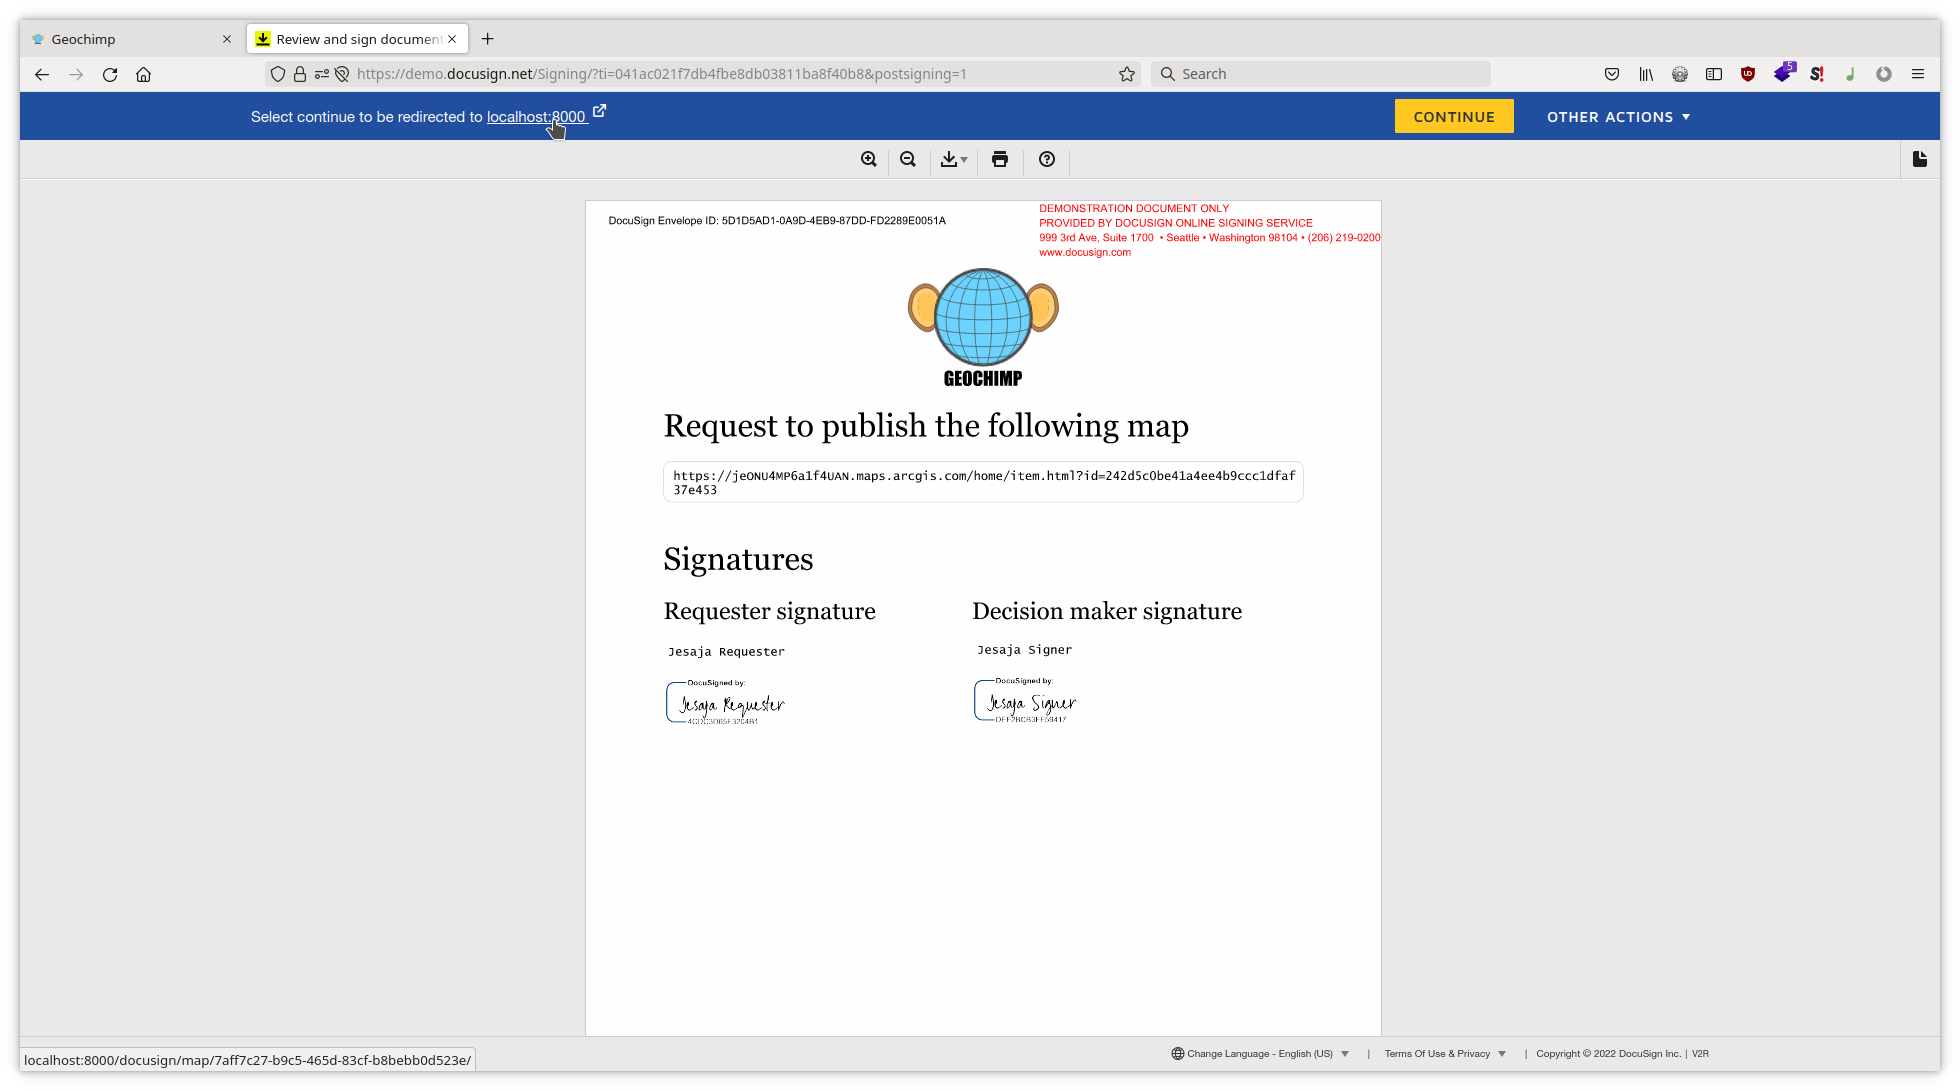 Geochimp
Review and sign document
https://demo.docusign.net/Signing/?ti=041ac021f7db4fbe8db03811ba8f40b8&postsigning=1
Search
5
Select continue to be redirected to localhost:8000
CONTINUE
OTHER ACTIONS
DocuSign Envelope ID: 5D1D5AD1-0A9D-4EB9-87DD-FD2289E0051A
DEMONSTRATION DOCUMENT ONLY
PROVIDED BY DOCUSIGN ONLINE SIGNING SERVICE
999 3rd Ave, Suite 1700 • Seattle • Washington 98104 • (206) 219-0200
www.docusign.com
GEOCHIMP
Request to publish the following map
https://jeONU4MP6a1f4UAN.maps.arcgis.com/home/item.html?id=242d5c0be41a4ee4b9ccc1dfaf
37e453
Signatures
Requester signature
Decision maker signature
Jesaja Requester
Jesaja Signer
DocuSigned by:
Jesaja Requester
DocuSigned by:
Jesaja Signer
localhost:8000/docusign/map/7aff7c27-b9c5-465d-83cf-b8bebb0d523e/
Change Language - English (US) | Terms Of Use & Privacy | Copyright © 2022 DocuSign Inc. | V2R